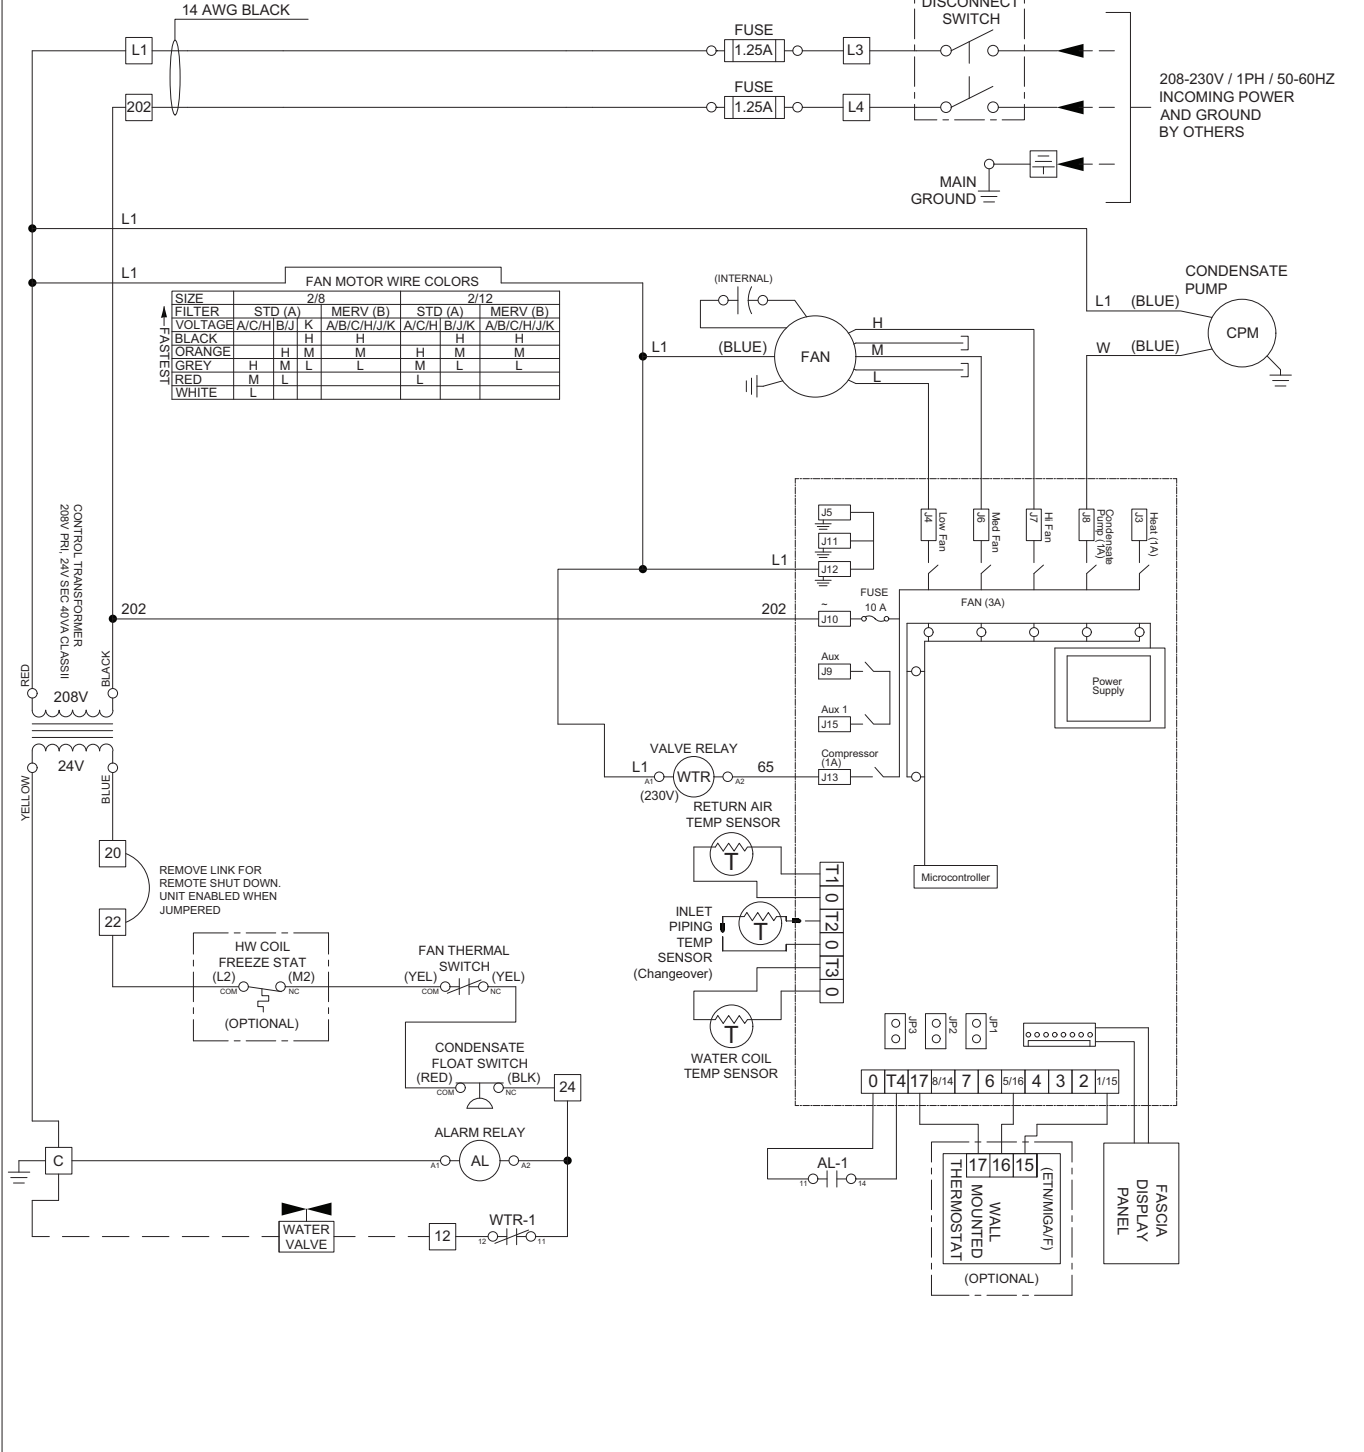 14 AWG BLACK
DISCONNECT
SWITCH
L1
FUSE
1.25A
L3
202
FUSE
1.25A
L4
208-230V / 1PH / 50-60HZ
INCOMING POWER
AND GROUND
BY OTHERS
MAIN
GROUND
L1
L1
FAN MOTOR WIRE COLORS
SIZE 2/8 2/12
FILTER STD (A) MERV (B) STD (A) MERV (B)
VOLTAGE A/C/H B/J K A/B/C/H/J/K A/C/H B/J/K A/B/C/H/J/K
BLACK H H H H
ORANGE H M M H M M
GREY H M L L M L L
RED M L L
WHITE L
FASTEST
(INTERNAL)
L1
(BLUE)
FAN
H
M
L
CONDENSATE
PUMP
L1 (BLUE)
W (BLUE)
CPM
CONTROL TRANSFORMER
208V PRI, 24V SEC 40VA CLASSII
J5
J11
L1
J12
J4
Low Fan
J6
Med Fan
J7
Hi Fan
J8
Condensate
Pump (1A)
J3
Heat (1A)
FUSE
10 A
FAN (3A)
202
202
~
J10
Aux
J9
Aux 1
J15
Compressor
(1A)
J13
Power
Supply
Microcontroller
RED
BLACK
208V
24V
YELLOW
BLUE
VALVE RELAY
L1
A1
WTR
A2
65
(230V)
RETURN AIR
TEMP SENSOR
T
INLET
PIPING
TEMP
SENSOR
(Changeover)
T
T
WATER COIL
TEMP SENSOR
T1
0
T2
0
T3
0
20
22
REMOVE LINK FOR
REMOTE SHUT DOWN.
UNIT ENABLED WHEN
JUMPERED
HW COIL
FREEZE STAT
(L2) (M2)
COM NC
(OPTIONAL)
FAN THERMAL
SWITCH
(YEL) (YEL)
COM NC
CONDENSATE
FLOAT SWITCH
(RED) (BLK)
COM NC
24
ALARM RELAY
C
A1
AL
A2
WATER
VALVE
12
WTR-1
12 11
JP3
JP2
JP1
0 T4 17 8/14 7 6 5/16 4 3 2 1/15
AL-1
11 14
17 16 15
WALL
MOUNTED
THERMOSTAT
(ETN/MIGA/F)
(OPTIONAL)
FASCIA
DISPLAY
PANEL